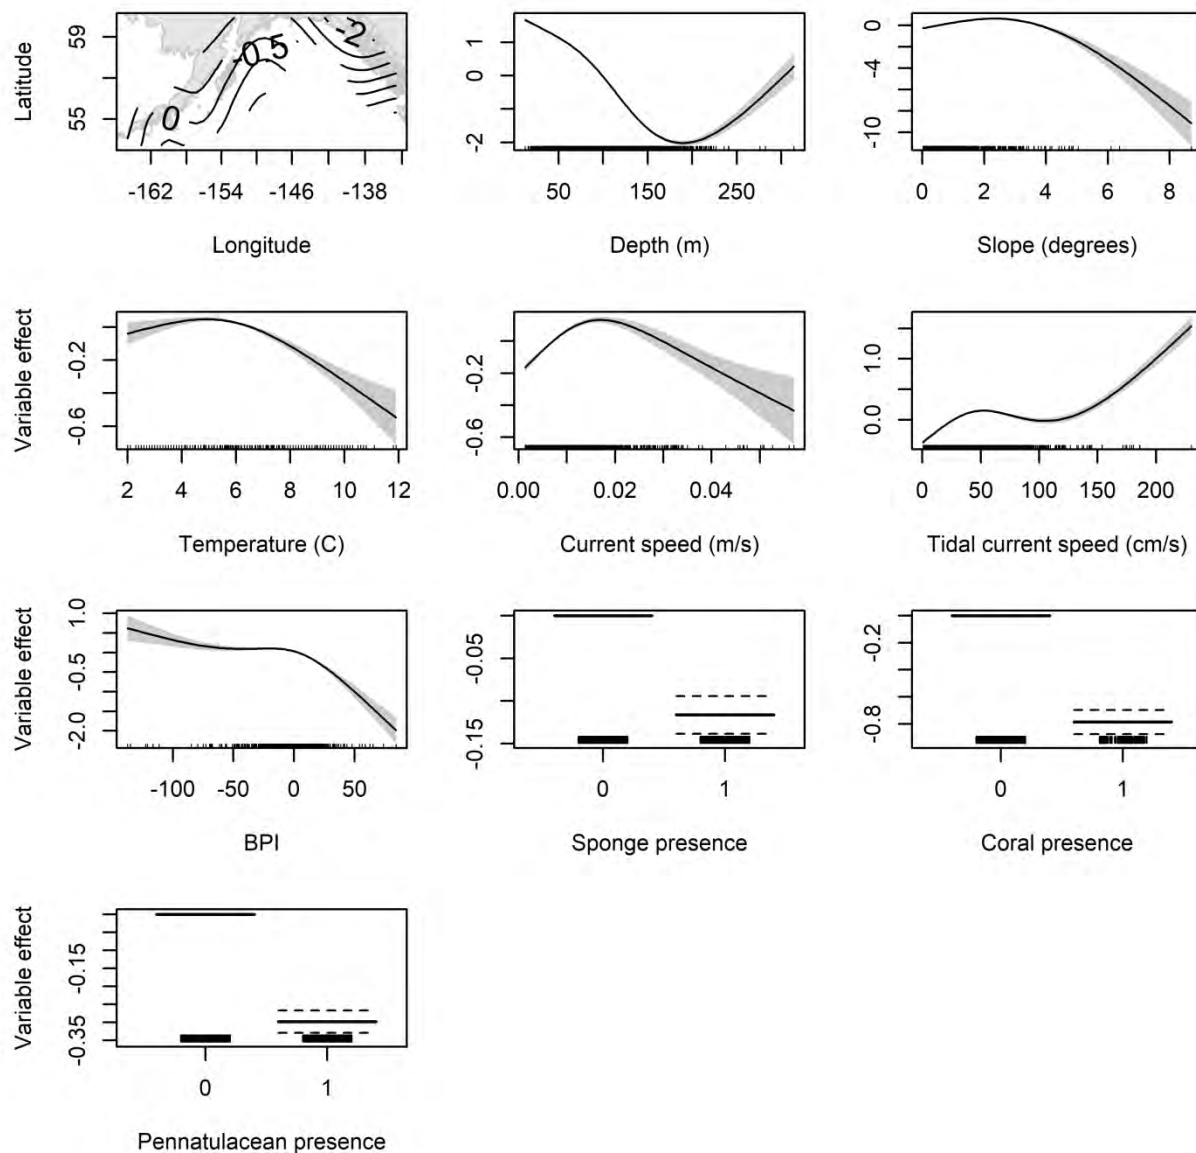 Latitude
59
55
-0.5
-2
0
-162 -154 -146 -138
Longitude
1
0
-2
50 150 250
Depth (m)
0
-4
-10
0 2 4 6 8
Slope (degrees)
Variable effect
-0.2
-0.6
2 4 6 8 10 12
Temperature (C)
-0.2
-0.6
0.00 0.02 0.04
Current speed (m/s)
1.0
0.0
0 50 100 150 200
Tidal current speed (cm/s)
Variable effect
1.0
-0.5
-2.0
-100 -50 0 50
BPI
-0.05
-0.15
0 1
Sponge presence
-0.2
-0.8
0 1
Coral presence
Variable effect
-0.15
-0.35
0 1
Pennatulacean presence